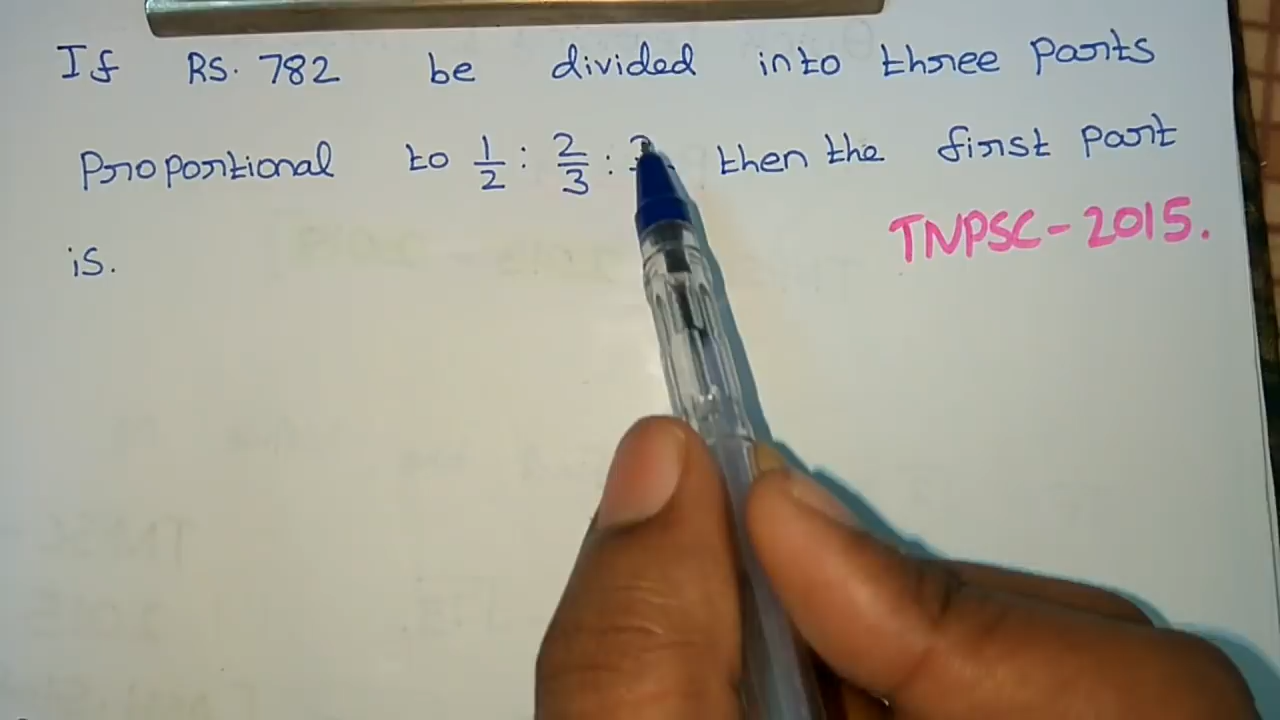 If RS. 782 be divided into three parts
Proportional to 1/2 : 2/3 : then the first part
is.
TNPSC-2015.